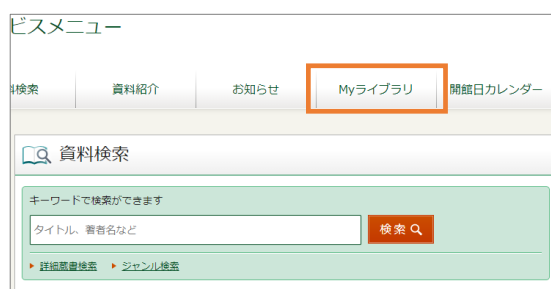 ビスメニュー
検索 資料紹介 お知らせ Myライブラリ 開館日カレンダー
資料検索
キーワードで検索ができます
タイトル、著者名など 検索
詳細蔵書検索 ジャンル検索